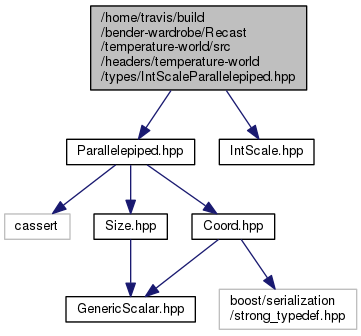 /home/travis/build
/bender-wardrobe/Recast
/temperature-world/src
/headers/temperature-world
/types/IntScaleParallelepiped.hpp
Parallelepiped.hpp
IntScale.hpp
cassert
Size.hpp
Coord.hpp
GenericScalar.hpp
boost/serialization
/strong_typedef.hpp